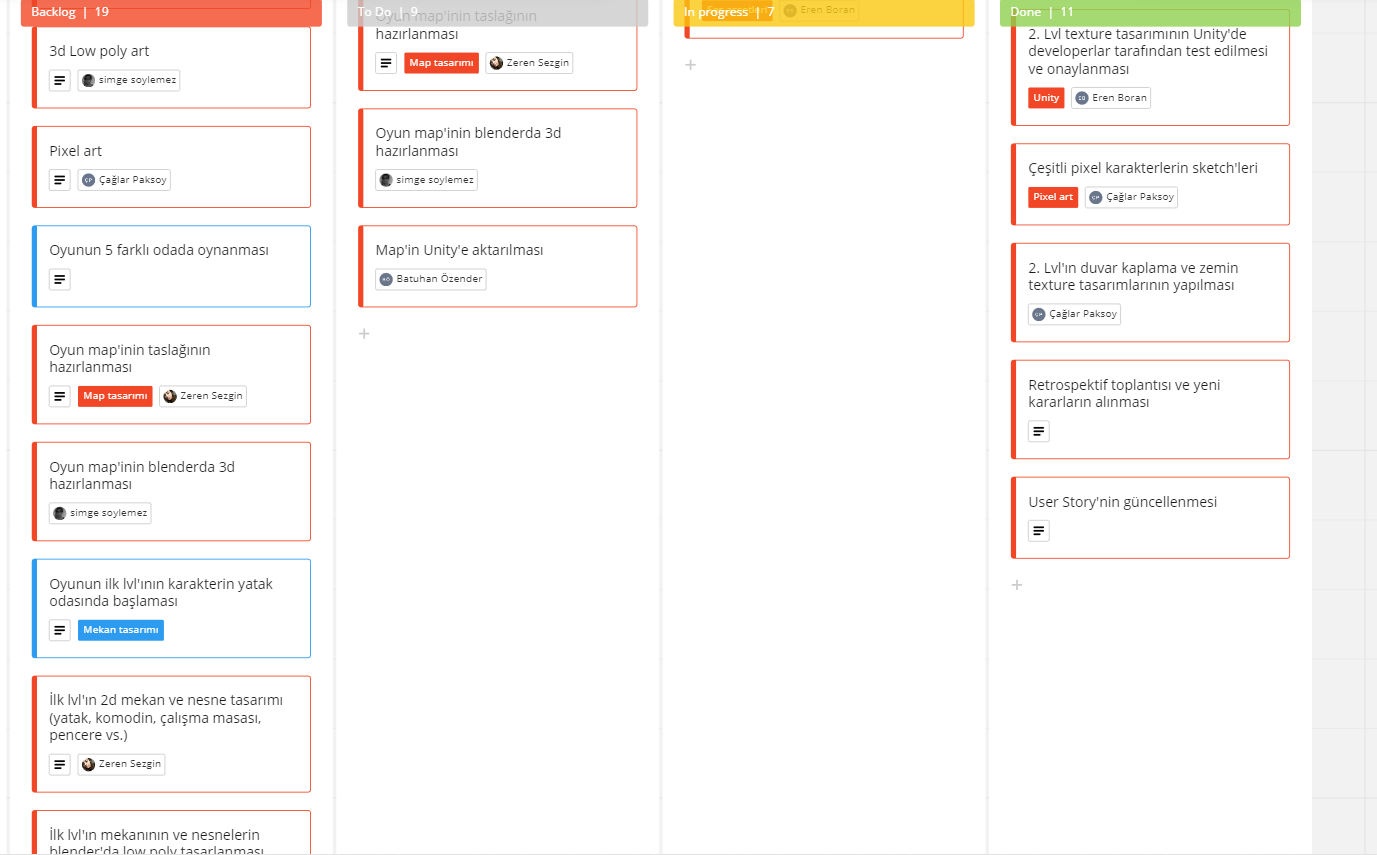 Backlog | 19
3d Low poly art
simge soylemez
Pixel art
ÇP Çağlar Paksoy
Oyunun 5 farklı odada oynanması
Oyun map'inin taslağının
hazırlanması
Map tasarımı Zeren Sezgin
Oyun map'inin blenderda 3d
hazırlanması
simge soylemez
Oyunun ilk lvl'ının karakterin yatak
odasında başlaması
Mekan tasarımı
İlk lvl'ın 2d mekan ve nesne tasarımı
(yatak, komodin, çalışma masası,
pencere vs.)
Zeren Sezgin
İlk lvl'ın mekanının ve nesnelerin
blender'da low poly tasarlanması
To Do | 9
Oyun map'inin taslağının
hazırlanması
Map tasarımı Zeren Sezgin
Oyun map'inin blenderda 3d
hazırlanması
simge soylemez
Map'in Unity'e aktarılması
Batuhan Özender
In progress | 7
Eren Boran
Done | 11
2. Lvl texture tasarımının Unity'de
developerlar tarafından test edilmesi
ve onaylanması
Unity Eren Boran
Çeşitli pixel karakterlerin sketch'leri
Pixel art ÇP Çağlar Paksoy
2. Lvl'ın duvar kaplama ve zemin
texture tasarımlarının yapılması
ÇP Çağlar Paksoy
Retrospektif toplantısı ve yeni
kararların alınması
User Story'nin güncellenmesi